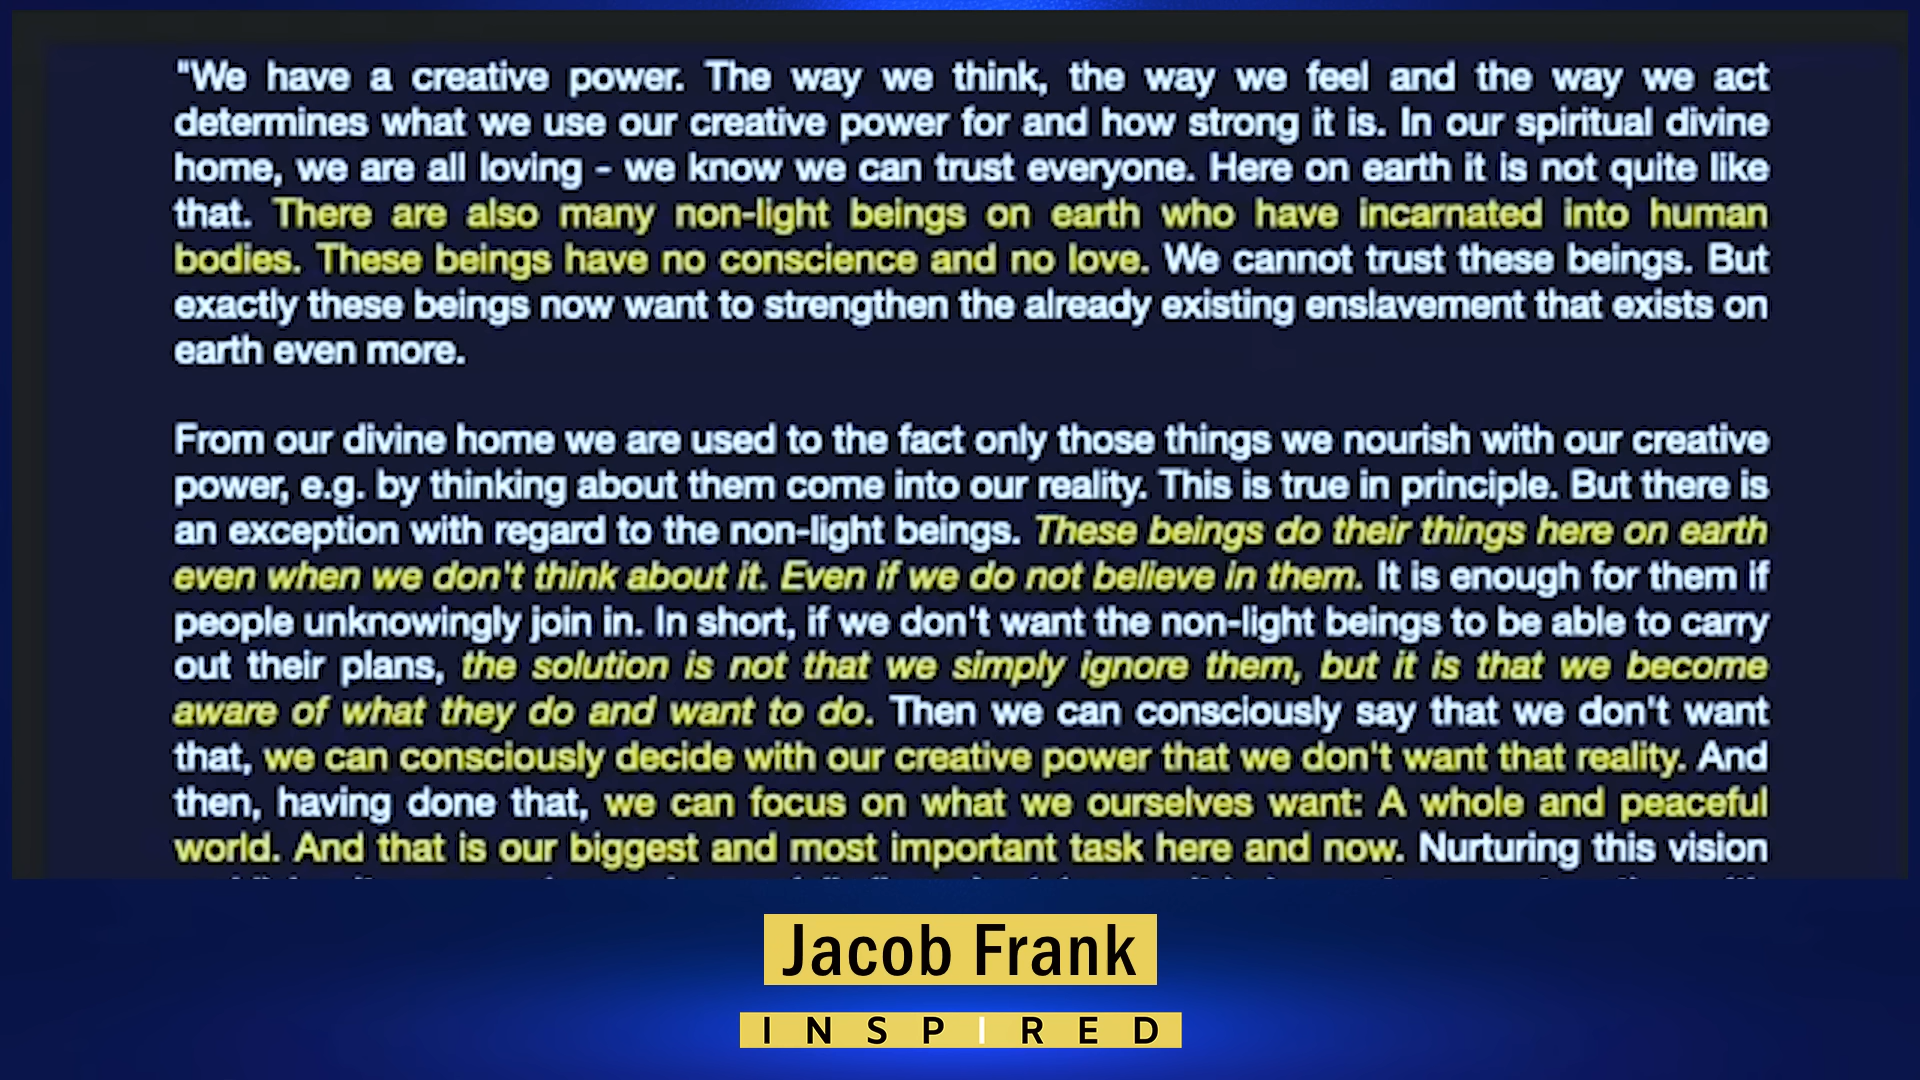 "We have a creative power. The way we think, the way we feel and the way we act
determines what we use our creative power for and how strong it is. In our spiritual divine
home, we are all loving - we know we can trust everyone. Here on earth it is not quite like
that. There are also many non-light beings on earth who have incarnated into human
bodies. These beings have no conscience and no love. We cannot trust these beings. But
exactly these beings now want to strengthen the already existing enslavement that exists on
earth even more.
From our divine home we are used to the fact only those things we nourish with our creative
power, e.g. by thinking about them come into our reality. This is true in principle. But there is
an exception with regard to the non-light beings. These beings do their things here on earth
even when we don't think about it. Even if we do not believe in them. It is enough for them if
people unknowingly join in. In short, if we don't want the non-light beings to be able to carry
out their plans, the solution is not that we simply ignore them, but it is that we become
aware of what they do and want to do. Then we can consciously say that we don't want
that, we can consciously decide with our creative power that we don't want that reality. And
then, having done that, we can focus on what we ourselves want: A whole and peaceful
world. And that is our biggest and most important task here and now. Nurturing this vision
Jacob Frank
INSPIRED